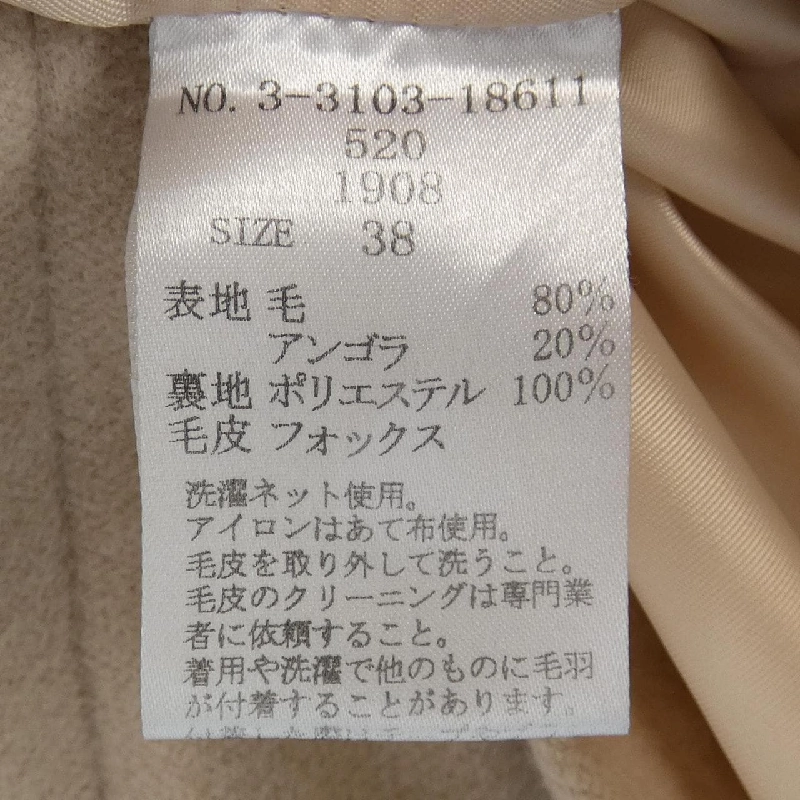 NO. 3-3103-18611
520
1908
SIZE 38
表地 毛 80%
アンゴラ 20%
裏地 ポリエステル 100%
毛皮 フォックス
洗濯ネット使用。
アイロンはあて布使用。
毛皮を取り外して洗うこと。
毛皮のクリーニングは専門業
者に依頼すること。
着用や洗濯で他のものに毛羽
が付着することがあります。